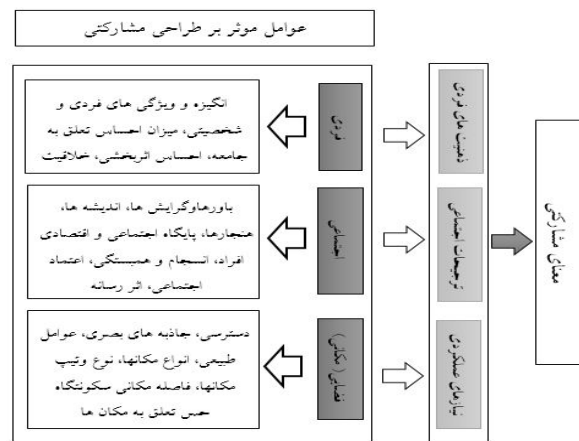 عوامل موثر بر طراحی مشارکتی
معنای مشارکتی
ذهنیت های فردی
فردی
انگیزه و ویژگی های فردی و
شخصیتی، میزان احساس تعلق به
جامعه، احساس اثربخشی، خلاقیت
ترجیحات اجتماعی
اجتماعی
باورهاوگرایش ها، اندیشه ها،
هنجارها، پایگاه اجتماعی و اقتصادی
افراد، انسجام و همبستگی، اعتماد
اجتماعی، اثر رسانه
نیازهای عملکردی
فضایی( مکانی)
دسترسی، جاذبه های بصری، عوامل
طبیعی، انواع مکانها، نوع وتیپ
مکانها، فاصله مکانی سکونتگاه
حس تعلق به مکان ها